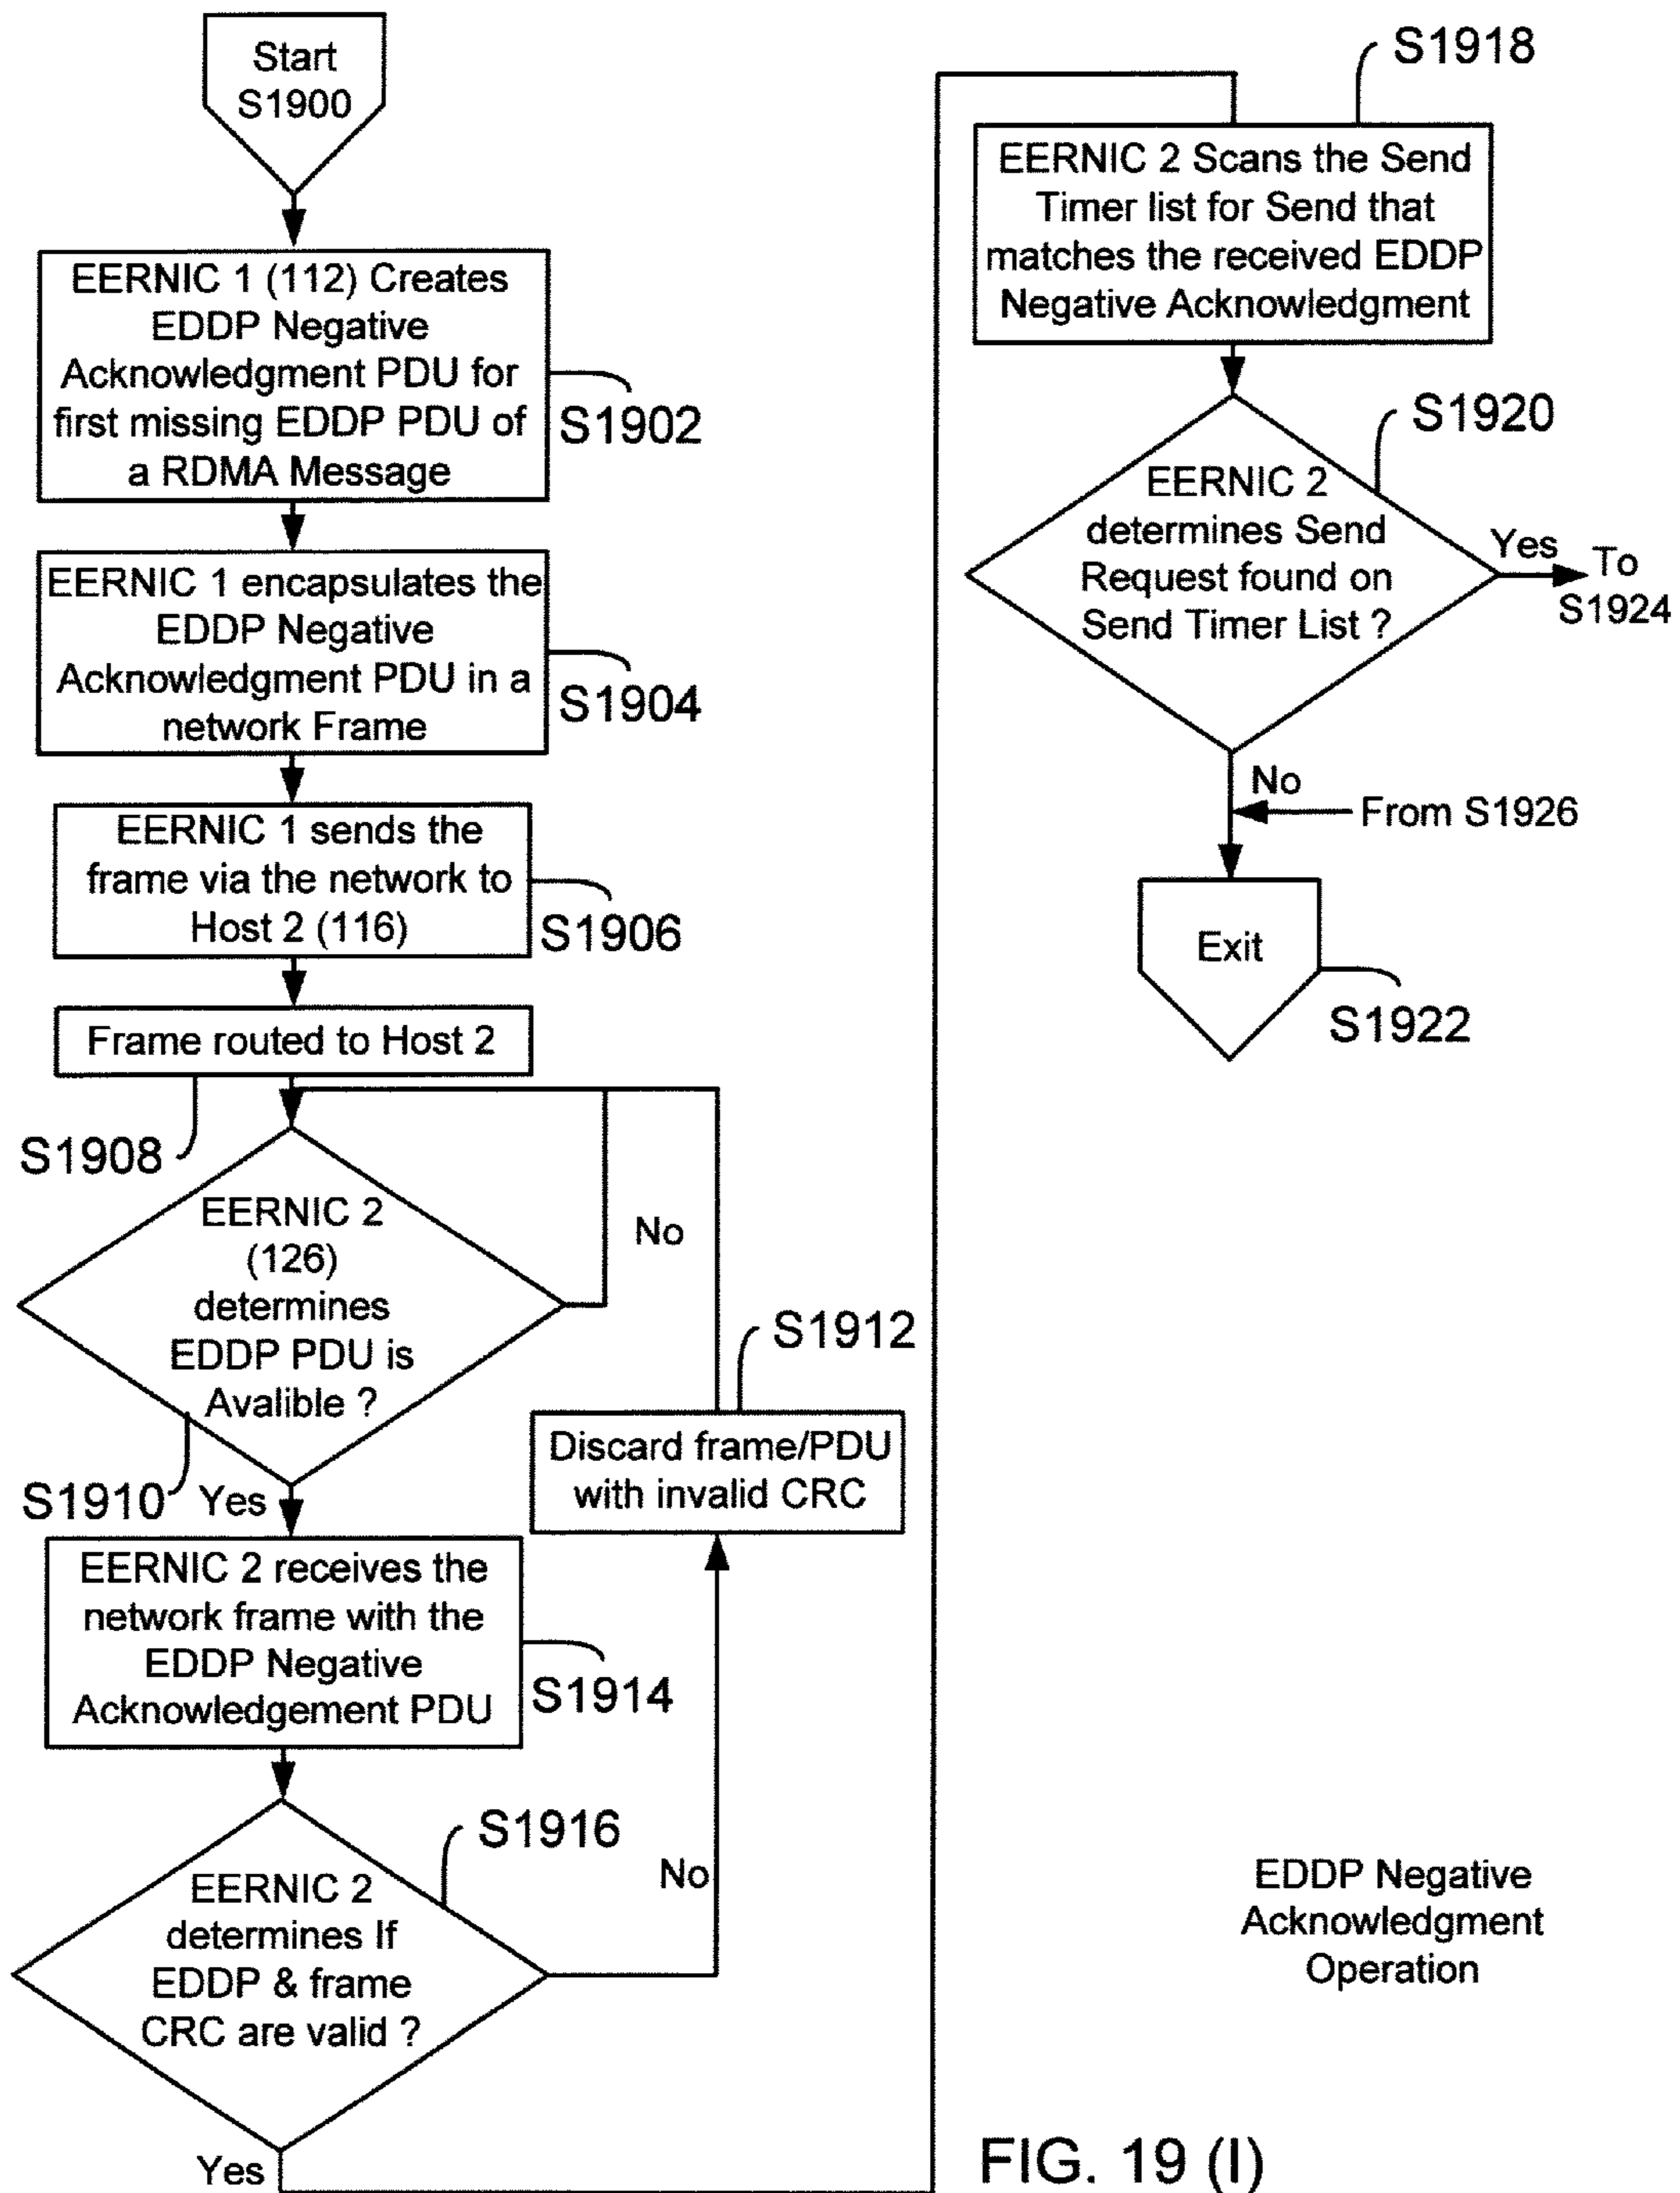 Start
S1900
EERNIC 1 (112) Creates
EDDP Negative
Acknowledgment PDU for
first missing EDDP PDU of
a RDMA Message
S1902
EERNIC 1 encapsulates the
EDDP Negative
Acknowledgment PDU in a
network Frame
S1904
EERNIC 1 sends the
frame via the network to
Host 2 (116)
S1906
Frame routed to Host 2
S1908
EERNIC 2
(126)
determines
EDDP PDU is
Avalible ?
No
S1910
Yes
S1912
Discard frame/PDU
with invalid CRC
EERNIC 2 receives the
network frame with the
EDDP Negative
Acknowledgement PDU
S1914
S1916
EERNIC 2
determines If
EDDP & frame
CRC are valid ?
No
Yes
S1918
EERNIC 2 Scans the Send
Timer list for Send that
matches the received EDDP
Negative Acknowledgment
S1920
EERNIC 2
determines Send
Request found on
Send Timer List ?
Yes
To
S1924
No
From S1926
Exit
S1922
EDDP Negative
Acknowledgment
Operation
FIG. 19 (I)